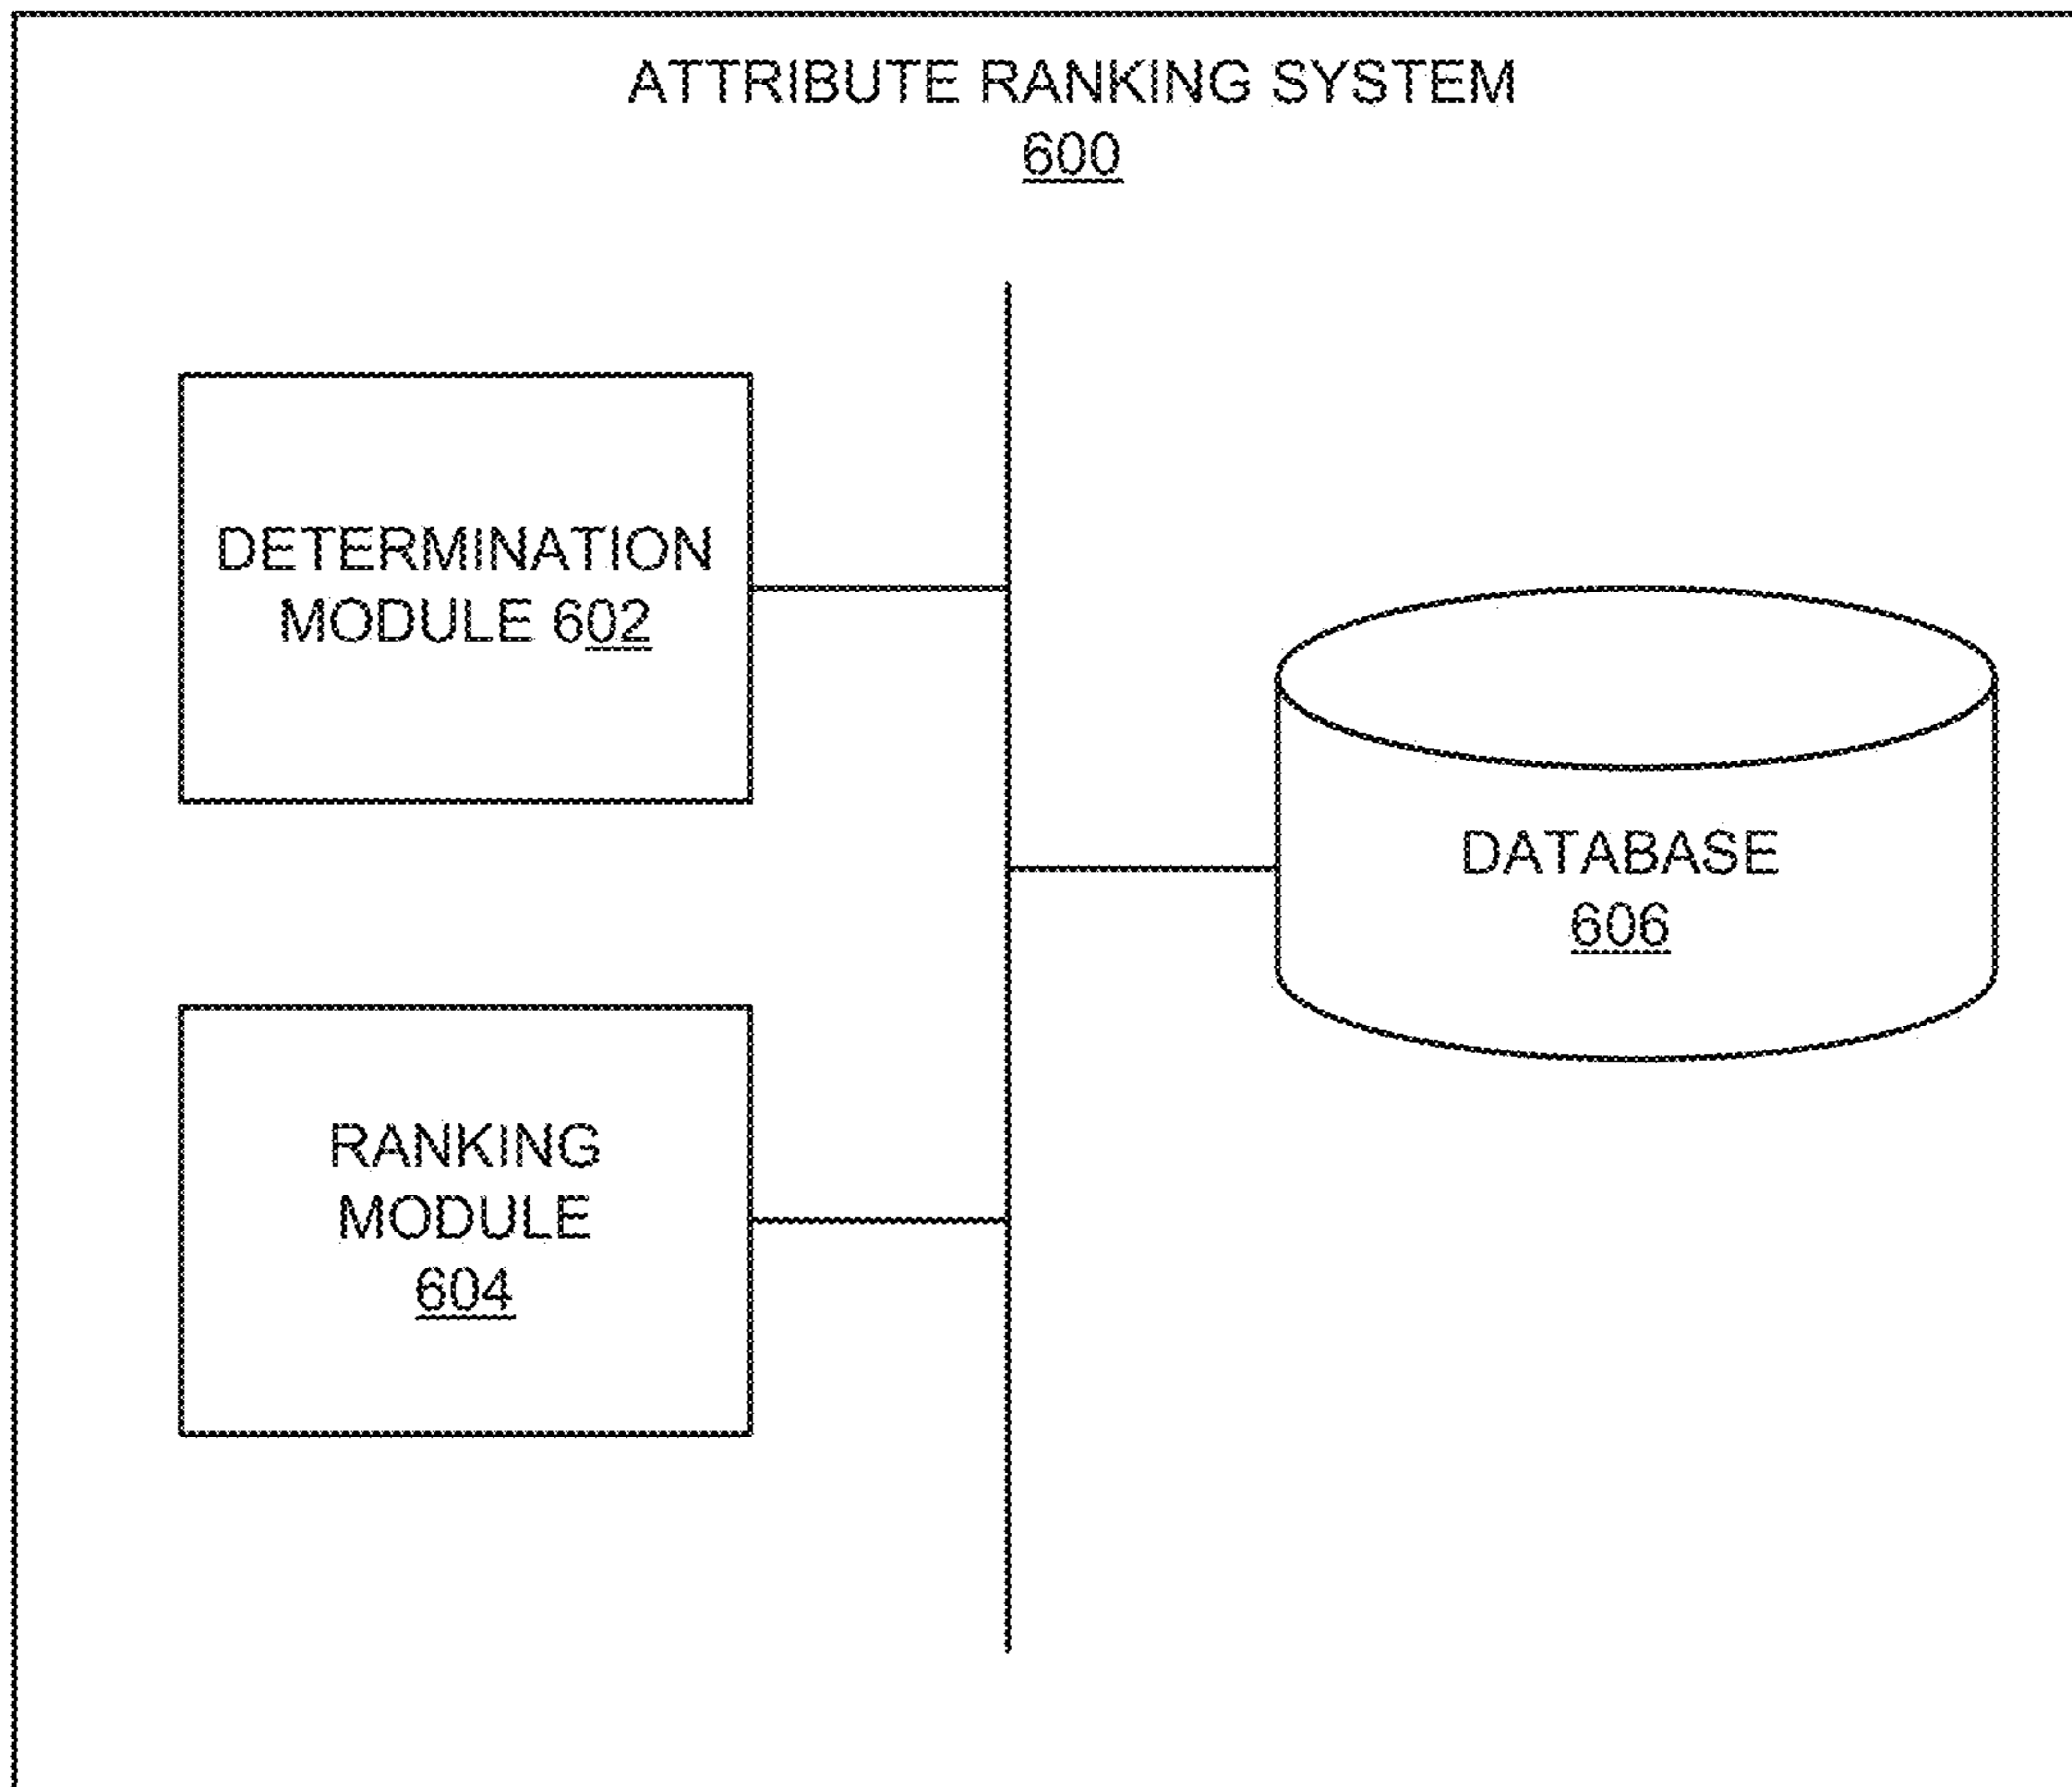 ATTRIBUTE RANKING SYSTEM
600
DETERMINATION
MODULE 602
DATABASE
606
RANKING
MODULE
604